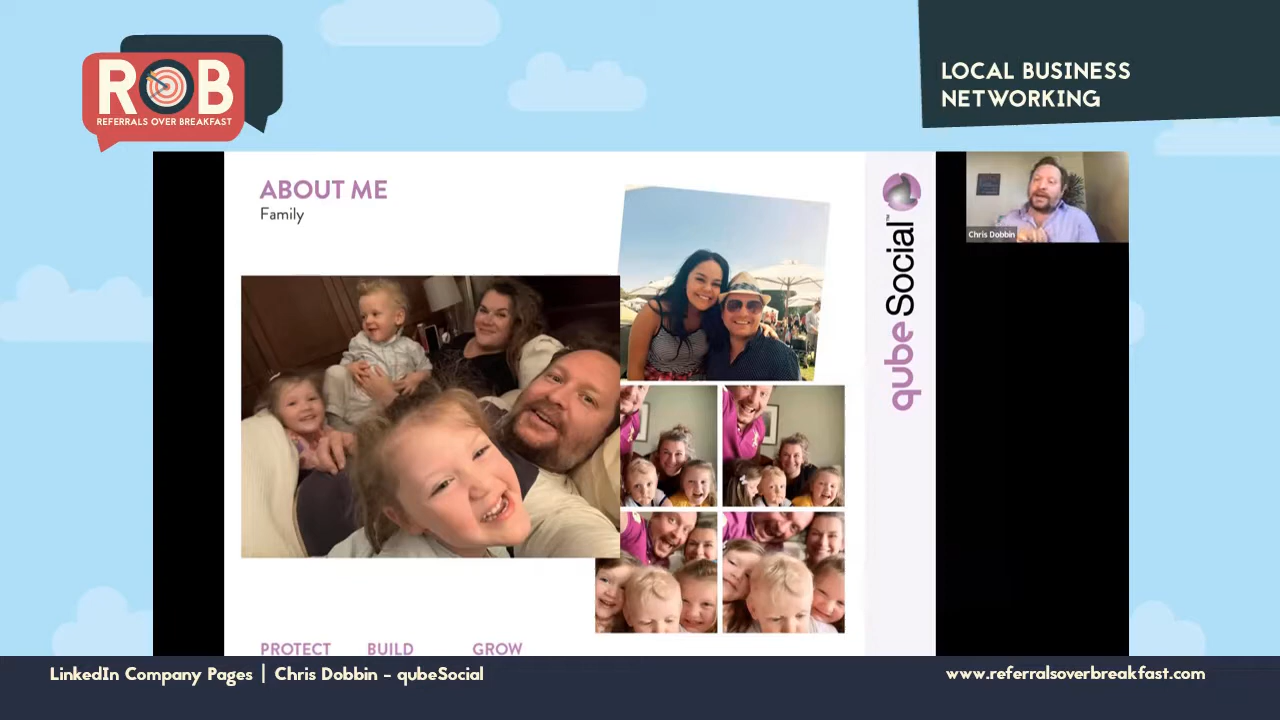 ROB
REFERRALS OVER BREAKFAST
LOCAL BUSINESS
NETWORKING
ABOUT ME
Family
qubeSocial™
Chris Dobbin
PROTECT BUILD GROW
LinkedIn Company Pages | Chris Dobbin - qubeSocial
www.referralsoverbreakfast.com